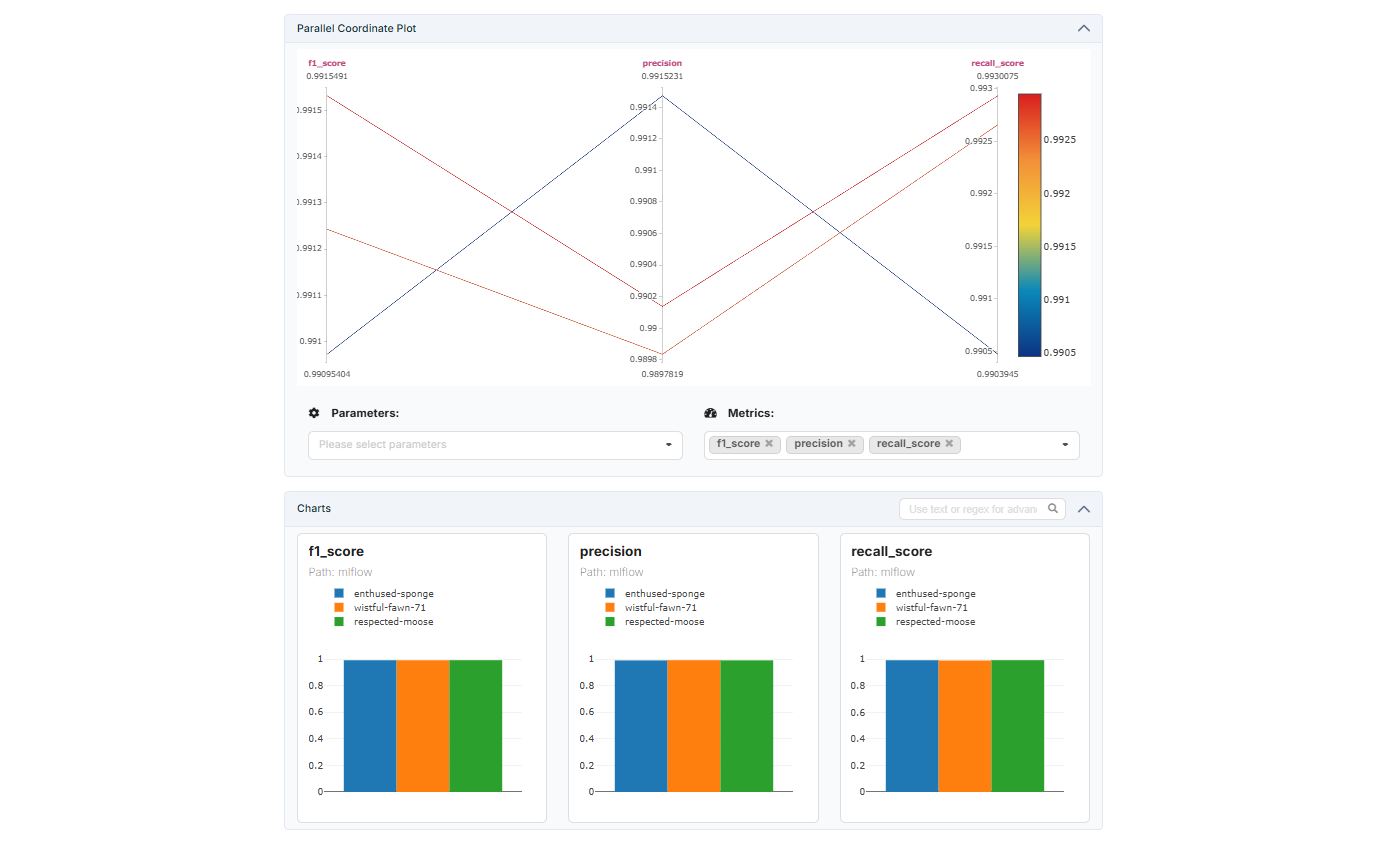 Parallel Coordinate Plot
f1_score precision recall_score
0.9915491 0.9915231 0.9930075
0.993
0.9915 0.9914
0.9925 0.9925
0.9912
0.9914 0.991
0.992 0.992
0.9913 0.9908
0.9906
0.9912 0.9915 0.9915
0.9904
0.9911 0.9902
0.991 0.991
0.991 0.99
0.9898 0.9905 0.9905
0.99095404 0.9897819 0.9903945
Parameters: Metrics:
Please select parameters f1_score precision recall_score
Charts Use text or regex for advan
f1_score precision recall_score
Path: mlflow Path: mlflow Path: mlflow
enthused-sponge enthused-sponge enthused-sponge
wistful-fawn-71 wistful-fawn-71 wistful-fawn-71
respected-moose respected-moose respected-moose
1 1 1
0.8 0.8 0.8
0.6 0.6 0.6
0.4 0.4 0.4
0.2 0.2 0.2
0 0 0